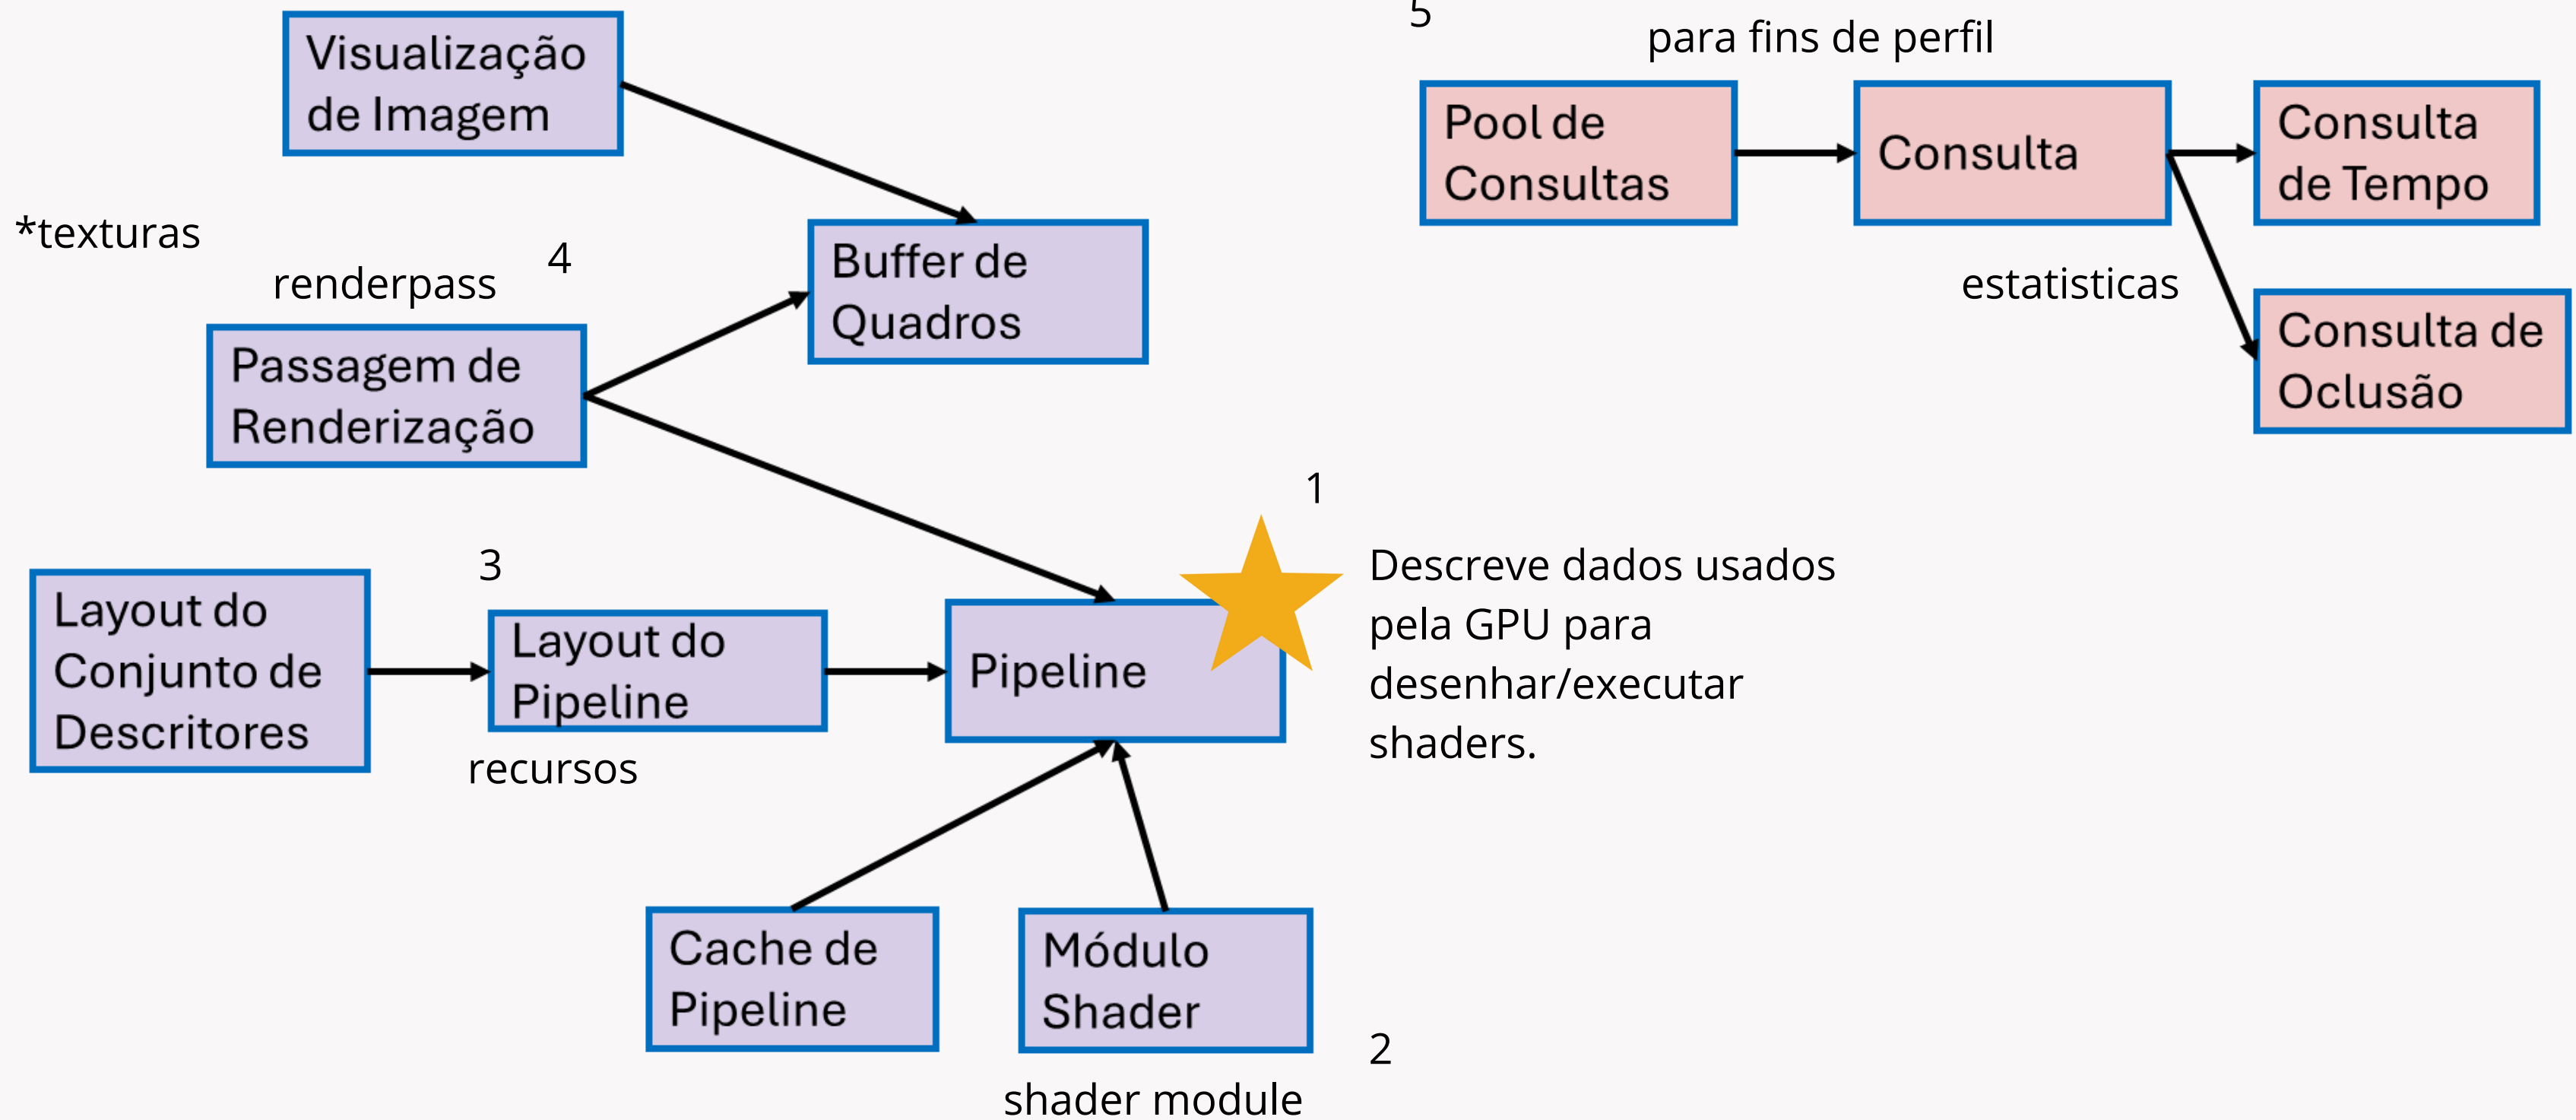 Visualização
de Imagem
5
para fins de perfil
Pool de
Consultas
Consulta
Consulta
de Tempo
*texturas
renderpass
4
Buffer de
Quadros
estatisticas
Consulta de
Oclusão
Passagem de
Renderização
1
3
Descreve dados usados
pela GPU para
desenhar/executar
shaders.
Layout do
Conjunto de
Descritores
Layout do
Pipeline
recursos
Pipeline
Cache de
Pipeline
Módulo
Shader
2
shader module